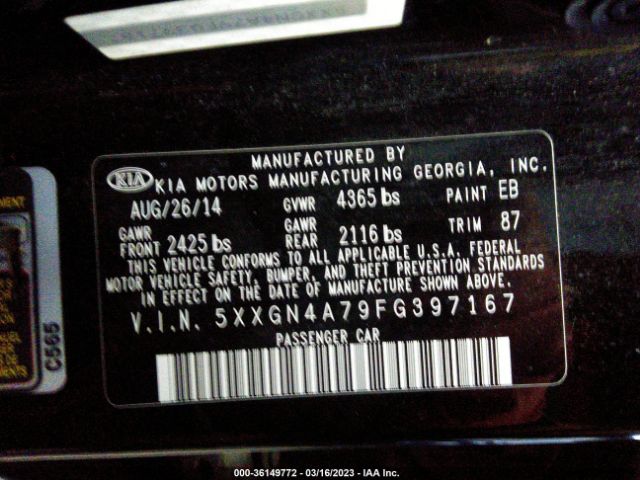 MANUFACTURED BY
KIA KIA MOTORS MANUFACTURING GEORGIA, INC.
AUG/26/14 GVWR 4365 lbs PAINT EB
GAWR FRONT 2425 lbs GAWR REAR 2116 lbs TRIM 87
THIS VEHICLE CONFORMS TO ALL APPLICABLE U.S.A. FEDERAL
MOTOR VEHICLE SAFETY, BUMPER, AND THEFT PREVENTION STANDARDS
IN EFFECT ON THE DATE OF MANUFACTURE SHOWN ABOVE.
V.I.N. 5XXGN4A79FG397167
PASSENGER CAR
C565
000-36149772 - 03/16/2023 - IAA Inc.